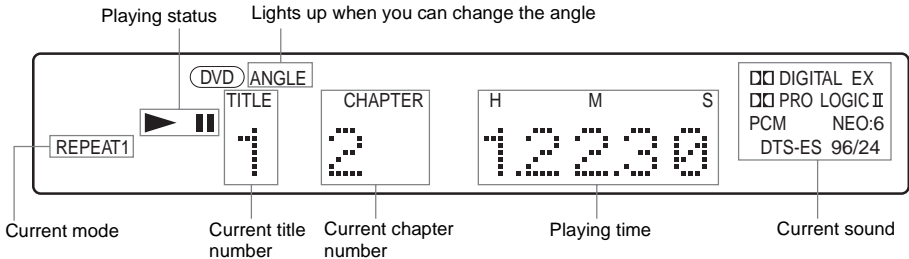 Playing status
Lights up when you can change the angle
DVD ANGLE
TITLE CHAPTER H M S
REPEAT1
1 2 1.22.30
DIGITAL EX
PRO LOGIC II
PCM NEO:6
DTS-ES 96/24
Current mode
Current title number
Current chapter number
Playing time
Current sound